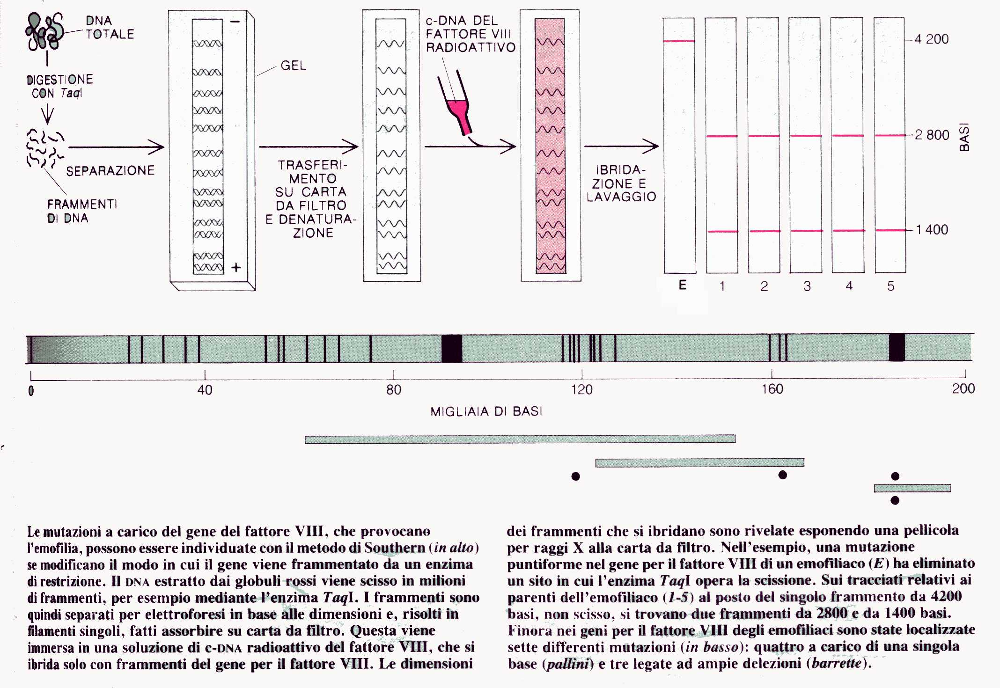 DNA
TOTALE
DIGESTIONE
CON TaqI
SEPARAZIONE
FRAMMENTI
DI DNA
−
+
GEL
TRASFERI-
MENTO
SU CARTA
DA FILTRO
E DENATURA-
ZIONE
c-DNA DEL
FATTORE VIII
RADIOATTIVO
IBRIDA-
ZIONE E
LAVAGGIO
4 200
2 800
1 400
BASI
E 1 2 3 4 5
0 40 80 120 160 200
MIGLIAIA DI BASI
Le mutazioni a carico del gene del fattore VIII, che provocano
l'emofilia, possono essere individuate con il metodo di Southern (in alto)
se modificano il modo in cui il gene viene frammentato da un enzima
di restrizione. Il DNA estratto dai globuli rossi viene scisso in milioni
di frammenti, per esempio mediante l'enzima TaqI. I frammenti sono
quindi separati per elettroforesi in base alle dimensioni e, risolti in
filamenti singoli, fatti assorbire su carta da filtro. Questa viene
immersa in una soluzione di c-DNA radioattivo del fattore VIII, che si
ibrida solo con frammenti del gene per il fattore VIII. Le dimensioni
dei frammenti che si ibridano sono rivelate esponendo una pellicola
per raggi X alla carta da filtro. Nell'esempio, una mutazione
puntiforme nel gene per il fattore VIII di un emofiliaco (E) ha eliminato
un sito in cui l'enzima TaqI opera la scissione. Sui tracciati relativi ai
parenti dell'emofiliaco (1-5) al posto del singolo frammento da 4200
basi, non scisso, si trovano due frammenti da 2800 e da 1400 basi.
Finora nei geni per il fattore VIII degli emofiliaci sono state localizzate
sette differenti mutazioni (in basso): quattro a carico di una singola
base (pallini) e tre legate ad ampie delezioni (barrette).